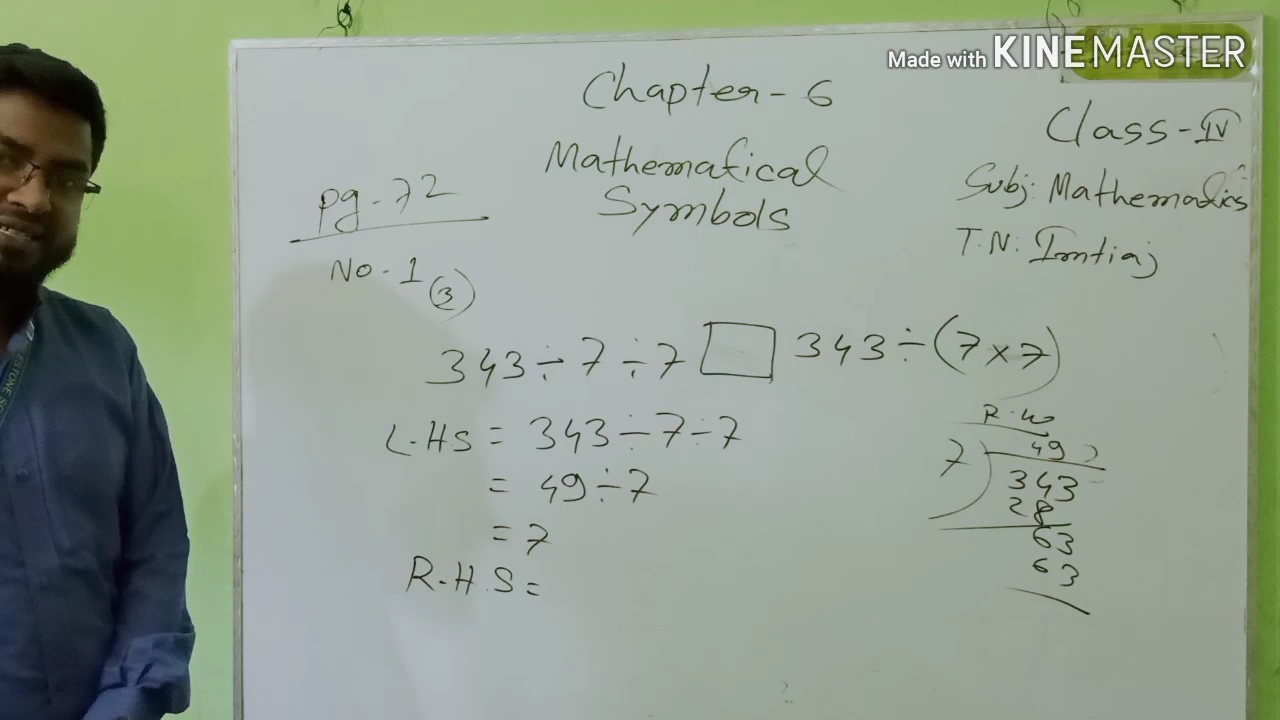 Made with KINEMASTER
Chapter - 6
Mathematical
Symbols
Class - IV
Subj: Mathematics
T.N: Imtiaj
pg. 72
No - 1 (3)
343 ÷ 7 ÷ 7 □ 343 ÷ (7 × 7)
L.HS = 343 ÷ 7 ÷ 7
= 49 ÷ 7
= 7
R.H.S =
R.W
49
7 ) 343
28
63
63